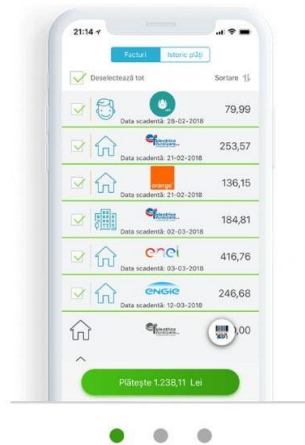 21:14
Facturi Istoric plăți
Deselectează tot Sortare
79,99
Data scadentă: 28-02-2018
253,57
Data scadentă: 21-02-2018
orange 136,15
Data scadentă: 21-02-2018
184,81
Data scadentă: 02-03-2018
enel 416,76
Data scadentă: 03-03-2018
ENGIE 246,68
Data scadentă: 12-03-2018
,00
Plătește 1.238,11 Lei